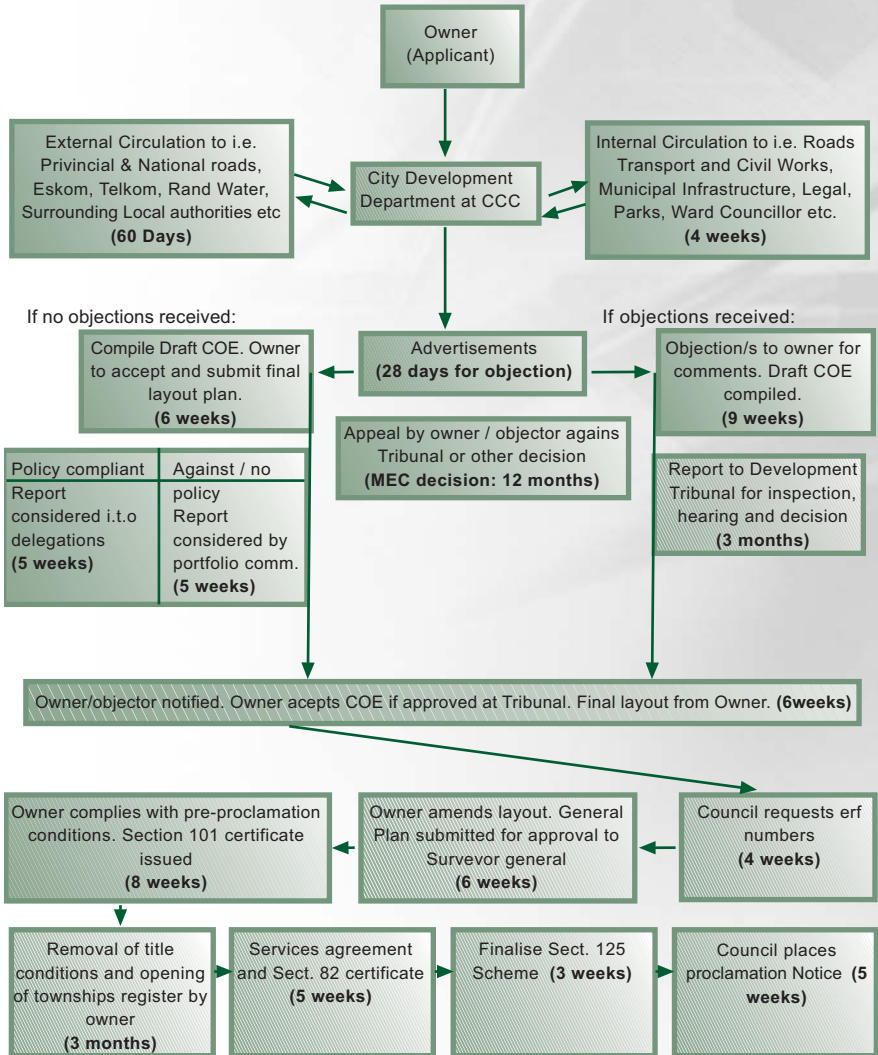 Owner
(Applicant)
External Circulation to i.e.
Privincial & National roads,
Eskom, Telkom, Rand Water,
Surrounding Local authorities etc
(60 Days)
City Development
Department at CCC
Internal Circulation to i.e. Roads
Transport and Civil Works,
Municipal Infrastructure, Legal,
Parks, Ward Councillor etc.
(4 weeks)
If no objections received:
If objections received:
Compile Draft COE. Owner
to accept and submit final
layout plan.
(6 weeks)
Advertisements
(28 days for objection)
Objection/s to owner for
comments. Draft COE
compiled.
(9 weeks)
Appeal by owner / objector agains
Tribunal or other decision
(MEC decision: 12 months)
Policy compliant
Report
considered i.t.o
delegations
(5 weeks)
Against / no
policy
Report
considered by
portfolio comm.
(5 weeks)
Report to Development
Tribunal for inspection,
hearing and decision
(3 months)
Owner/objector notified. Owner acepts COE if approved at Tribunal. Final layout from Owner. (6weeks)
Owner complies with pre-proclamation
conditions. Section 101 certificate
issued
(8 weeks)
Owner amends layout. General
Plan submitted for approval to
Survevor general
(6 weeks)
Council requests erf
numbers
(4 weeks)
Removal of title
conditions and opening
of townships register by
owner
(3 months)
Services agreement
and Sect. 82 certificate
(5 weeks)
Finalise Sect. 125
Scheme (3 weeks)
Council places
proclamation Notice (5
weeks)